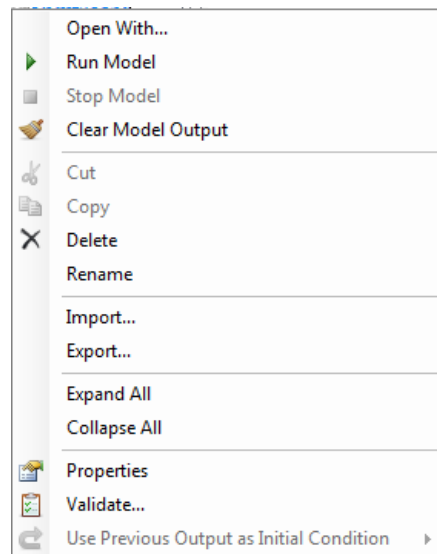 Open With...
Run Model
Stop Model
Clear Model Output
Cut
Copy
Delete
Rename
Import...
Export...
Expand All
Collapse All
Properties
Validate...
Use Previous Output as Initial Condition